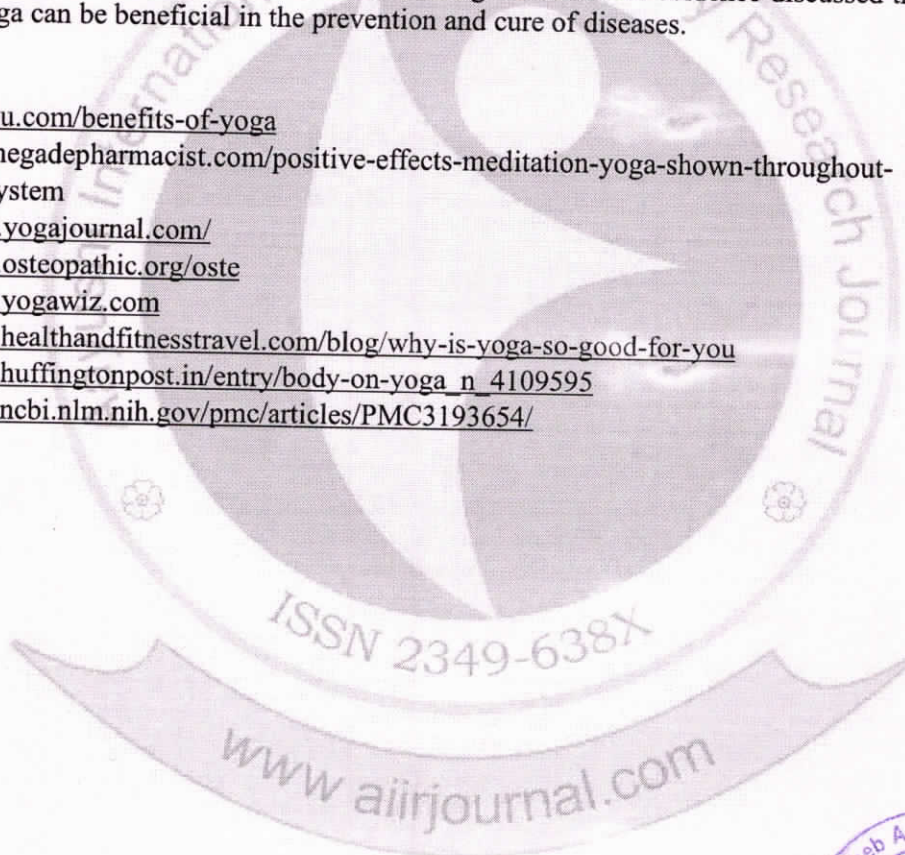 ga can be beneficial in the prevention and cure of diseases.
u.com/benefits-of-yoga
negadepharmacist.com/positive-effects-meditation-yoga-shown-throughout-
ystem
.yogajournal.com/
.osteopathic.org/oste
yogawiz.com
healthandfitnesstravel.com/blog/why-is-yoga-so-good-for-you
huffingtonpost.in/entry/body-on-yoga_n_4109595
ncbi.nlm.nih.gov/pmc/articles/PMC3193654/
Research Journal
ISSN 2349-638X
www aiirjournal.com
eb A